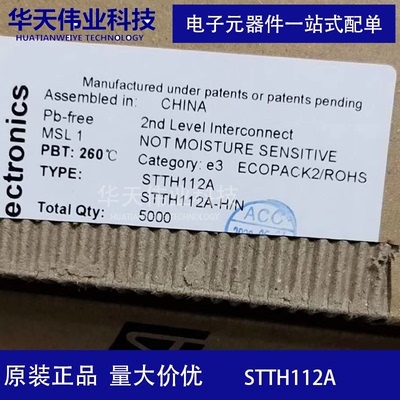 华天伟业科技
HUATIANWEIYE TECHNOLOGY
电子元器件一站式配单
ectronics
Manufactured under patents or patents pending
Assembled in: CHINA
Pb-free 2nd Level Interconnect
MSL 1 NOT MOISTURE SENSITIVE
PBT: 260℃ Category: e3 ECOPACK2/ROHS
TYPE: STTH112A
STTH112A-H/N
Total Qty: 5000
ACC
华天伟业科技
原装正品 量大价优 STTH112A